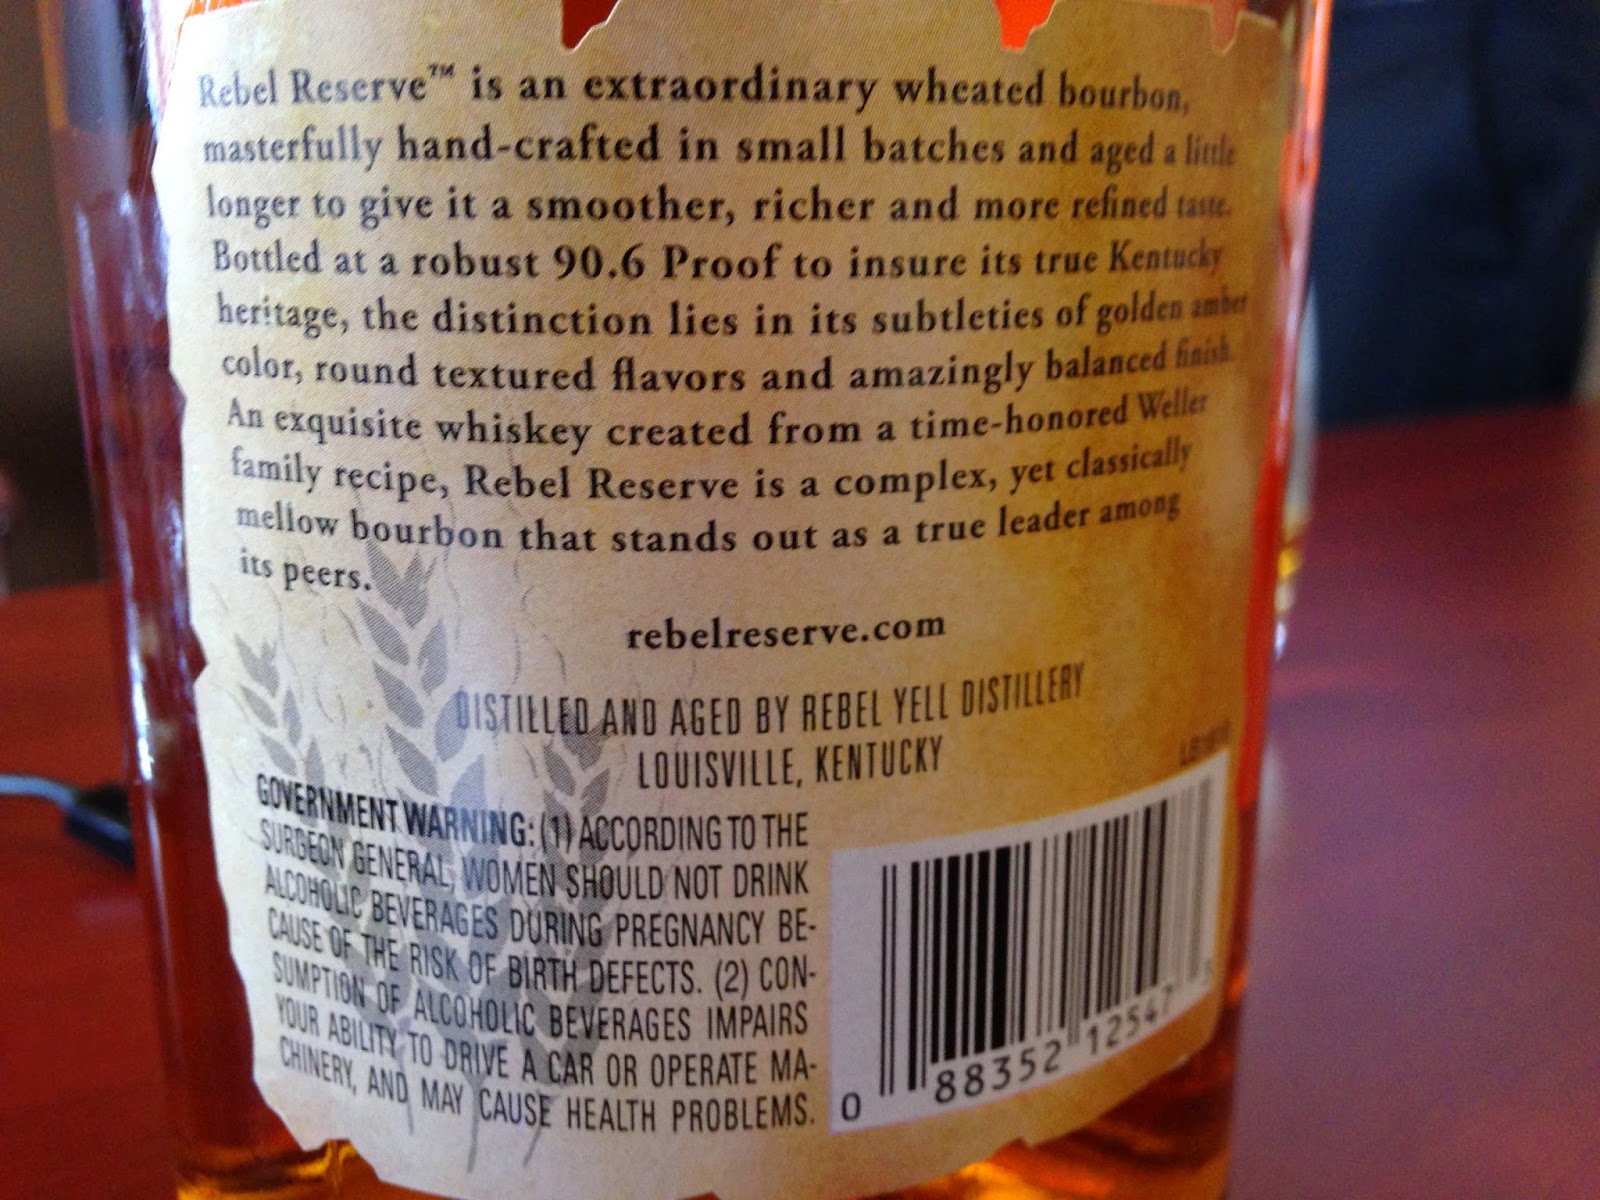 Rebel Reserve™ is an extraordinary wheated bourbon,
masterfully hand-crafted in small batches and aged a little
longer to give it a smoother, richer and more refined taste.
Bottled at a robust 90.6 Proof to insure its true Kentucky
heritage, the distinction lies in its subtleties of golden amber
color, round textured flavors and amazingly balanced finish.
An exquisite whiskey created from a time-honored Weller
family recipe, Rebel Reserve is a complex, yet classically
mellow bourbon that stands out as a true leader among
its peers.
rebelreserve.com
DISTILLED AND AGED BY REBEL YELL DISTILLERY
LOUISVILLE, KENTUCKY
GOVERNMENT WARNING: (1) ACCORDING TO THE
SURGEON GENERAL, WOMEN SHOULD NOT DRINK
ALCOHOLIC BEVERAGES DURING PREGNANCY BE-
CAUSE OF THE RISK OF BIRTH DEFECTS. (2) CON-
SUMPTION OF ALCOHOLIC BEVERAGES IMPAIRS
YOUR ABILITY TO DRIVE A CAR OR OPERATE MA-
CHINERY, AND MAY CAUSE HEALTH PROBLEMS.
0 88352 12547